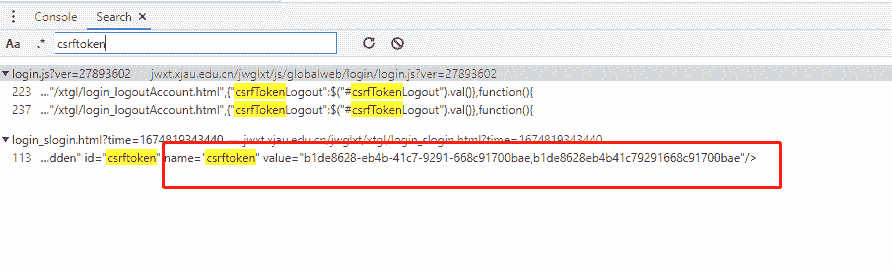 Console Search
Aa .* csrftoken
login.js?ver=27893602 — jwxt.xjau.edu.cn/jwglxt/js/globalweb/login/login.js?ver=27893602
223 ..."/xtgl/login_logoutAccount.html",{"csrfTokenLogout":$("#csrfTokenLogout").val()},function(){
237 ..."/xtgl/login_logoutAccount.html",{"csrfTokenLogout":$("#csrfTokenLogout").val()},function(){
login_slogin.html?time=1674819343440 — jwxt.xjau.edu.cn/jwglxt/xtgl/login_slogin.html?time=1674819343440
113 ...dden" id="csrftoken" name="csrftoken" value="b1de8628-eb4b-41c7-9291-668c91700bae,b1de8628eb4b41c79291668c91700bae"/>